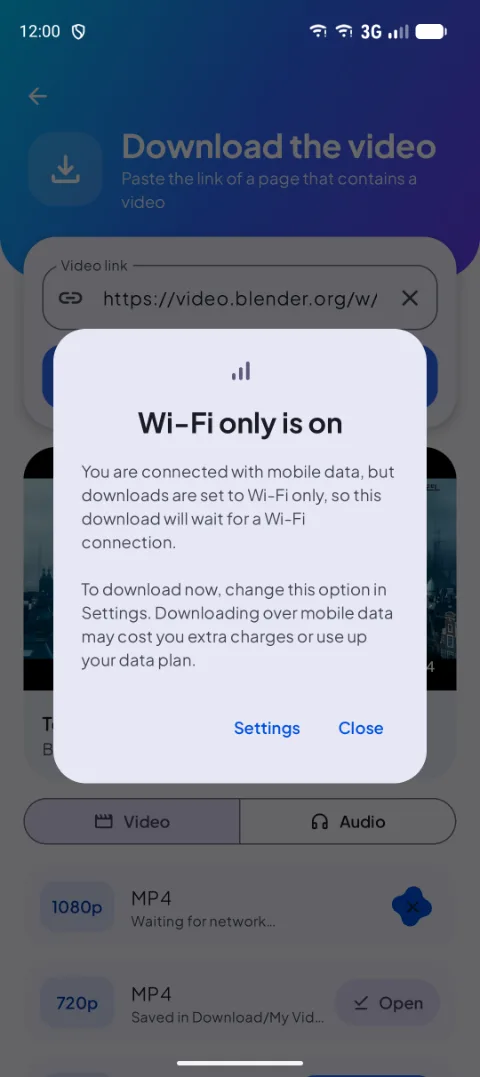 12:00
3G
Download the video
Paste the link of a page that contains a
video
Video link
https://video.blender.org/w/
Wi-Fi only is on
You are connected with mobile data, but
downloads are set to Wi-Fi only, so this
download will wait for a Wi-Fi
connection.
To download now, change this option in
Settings. Downloading over mobile data
may cost you extra charges or use up
your data plan.
Settings
Close
Video
Audio
1080p
MP4
Waiting for network…
720p
MP4
Saved in Download/My Vid…
Open